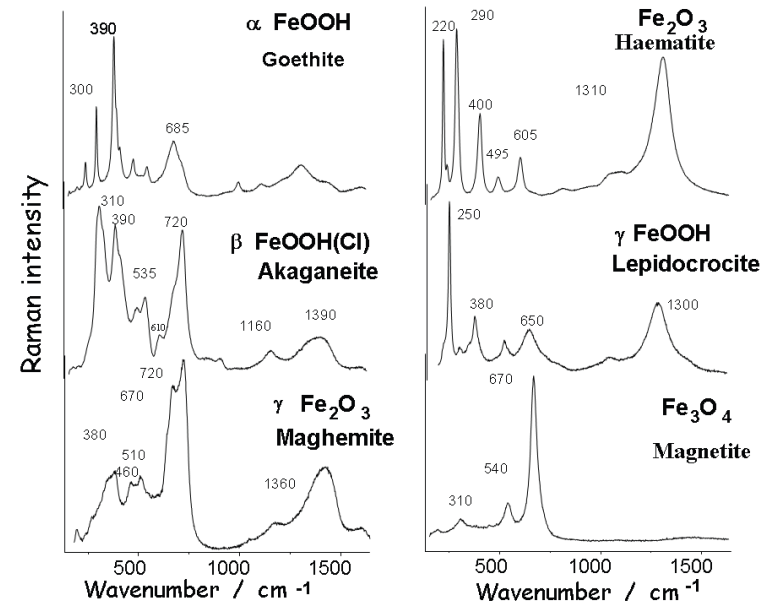 Raman intensity
α FeOOH
Goethite
390
300
685
β FeOOH(Cl)
Akaganeite
310
390
720
535
610
1160
1390
γ Fe₂O₃
Maghemite
720
670
380
510
460
1360
500
1000
1500
Wavenumber / cm ⁻¹
Fe₂O₃
Haematite
220
290
400
495
605
1310
γ FeOOH
Lepidocrocite
250
380
650
1300
Fe₃O₄
Magnetite
670
540
310
500
1000
1500
Wavenumber / cm ⁻¹